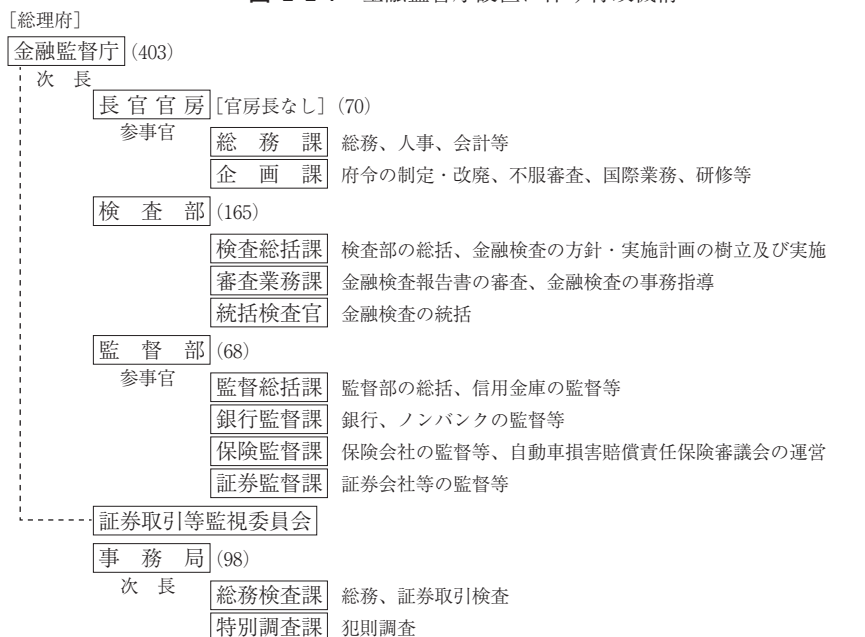 [総理府]
金融監督庁(403)
次 長
長官官房[官房長なし](70)
参事官
総 務 課 総務、人事、会計等
企 画 課 府令の制定・改廃、不服審査、国際業務、研修等
検 査 部(165)
検査総括課 検査部の総括、金融検査の方針・実施計画の樹立及び実施
審査業務課 金融検査報告書の審査、金融検査の事務指導
統括検査官 金融検査の統括
監 督 部(68)
参事官
監督総括課 監督部の総括、信用金庫の監督等
銀行監督課 銀行、ノンバンクの監督等
保険監督課 保険会社の監督等、自動車損害賠償責任保険審議会の運営
証券監督課 証券会社等の監督等
証券取引等監視委員会
事 務 局(98)
次 長
総務検査課 総務、証券取引検査
特別調査課 犯則調査